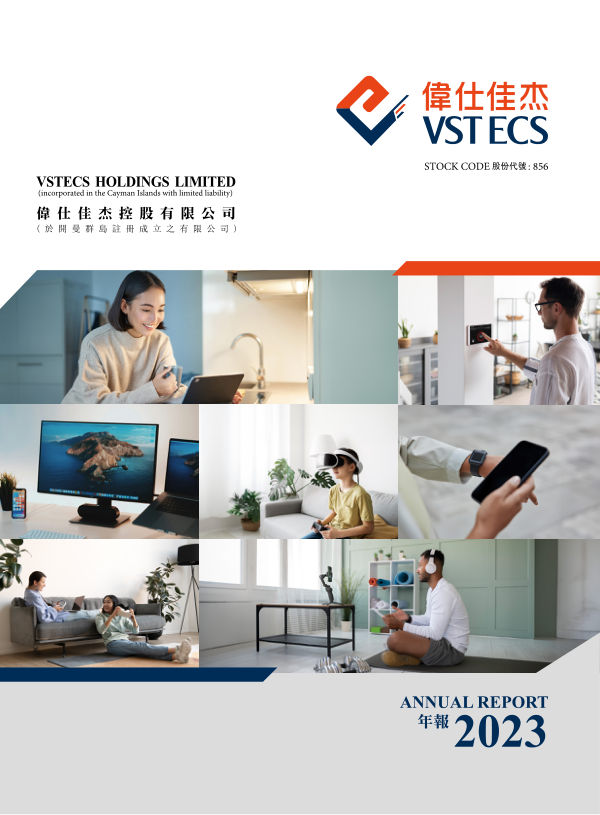 偉仕佳杰
VSTECS
STOCK CODE 股份代號 : 856
VSTECS HOLDINGS LIMITED
(incorporated in the Cayman Islands with limited liability)
偉仕佳杰控股有限公司
(於開曼群島註冊成立之有限公司)
ANNUAL REPORT
年報 2023